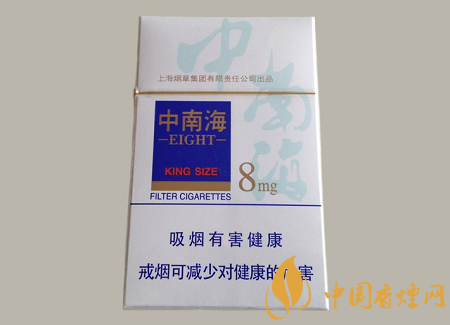 中南海
上海烟草集团有限责任公司出品
中南海
EIGHT
KING SIZE
8mg
FILTER CIGARETTES
吸烟有害健康
戒烟可减少对健康的危害
中国香烟网